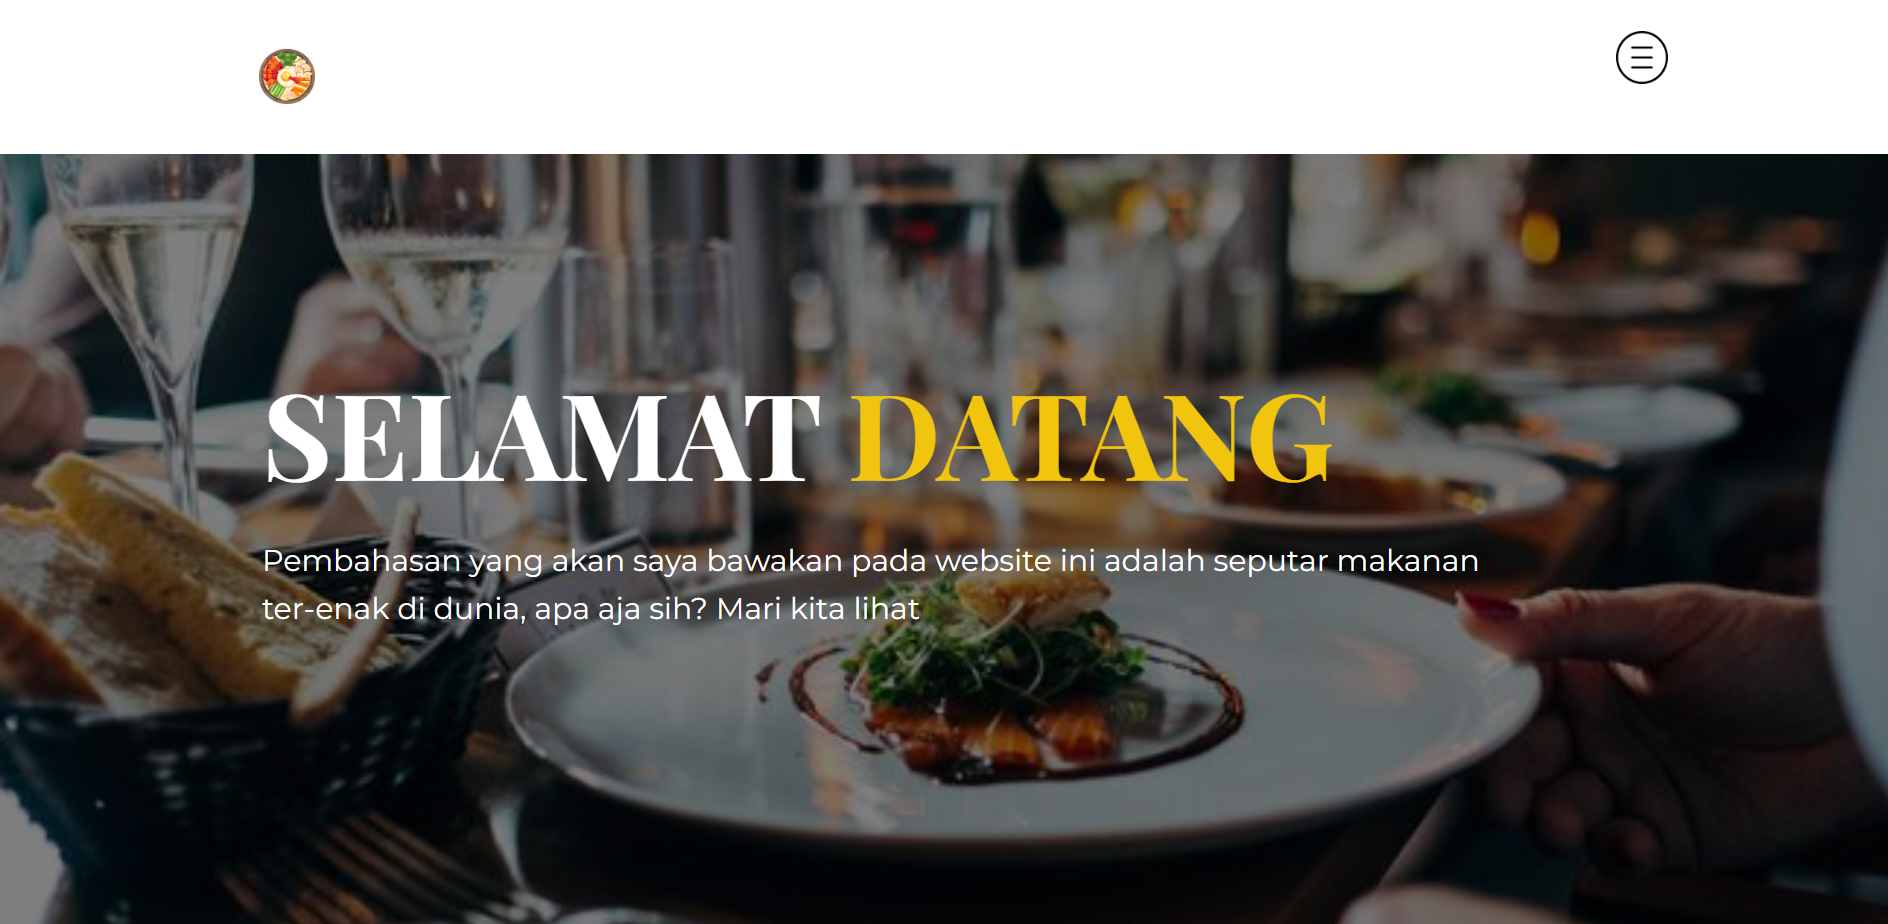 SELAMAT DATANG
Pembahasan yang akan saya bawakan pada website ini adalah seputar makanan
ter-enak di dunia, apa aja sih? Mari kita lihat